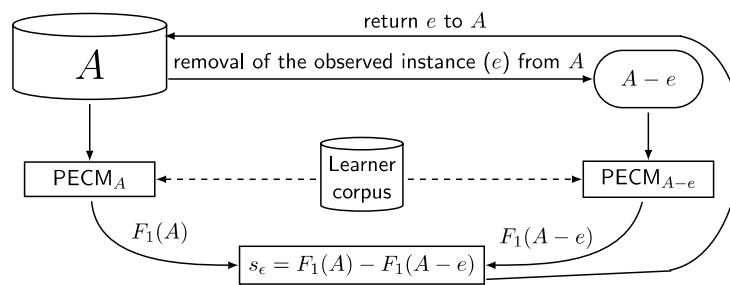 return e to A
A
removal of the observed instance (e) from A
A − e
Learner
corpus
PECM_A
PECM_{A−e}
F_1(A)
F_1(A − e)
s_ϵ = F_1(A) − F_1(A − e)